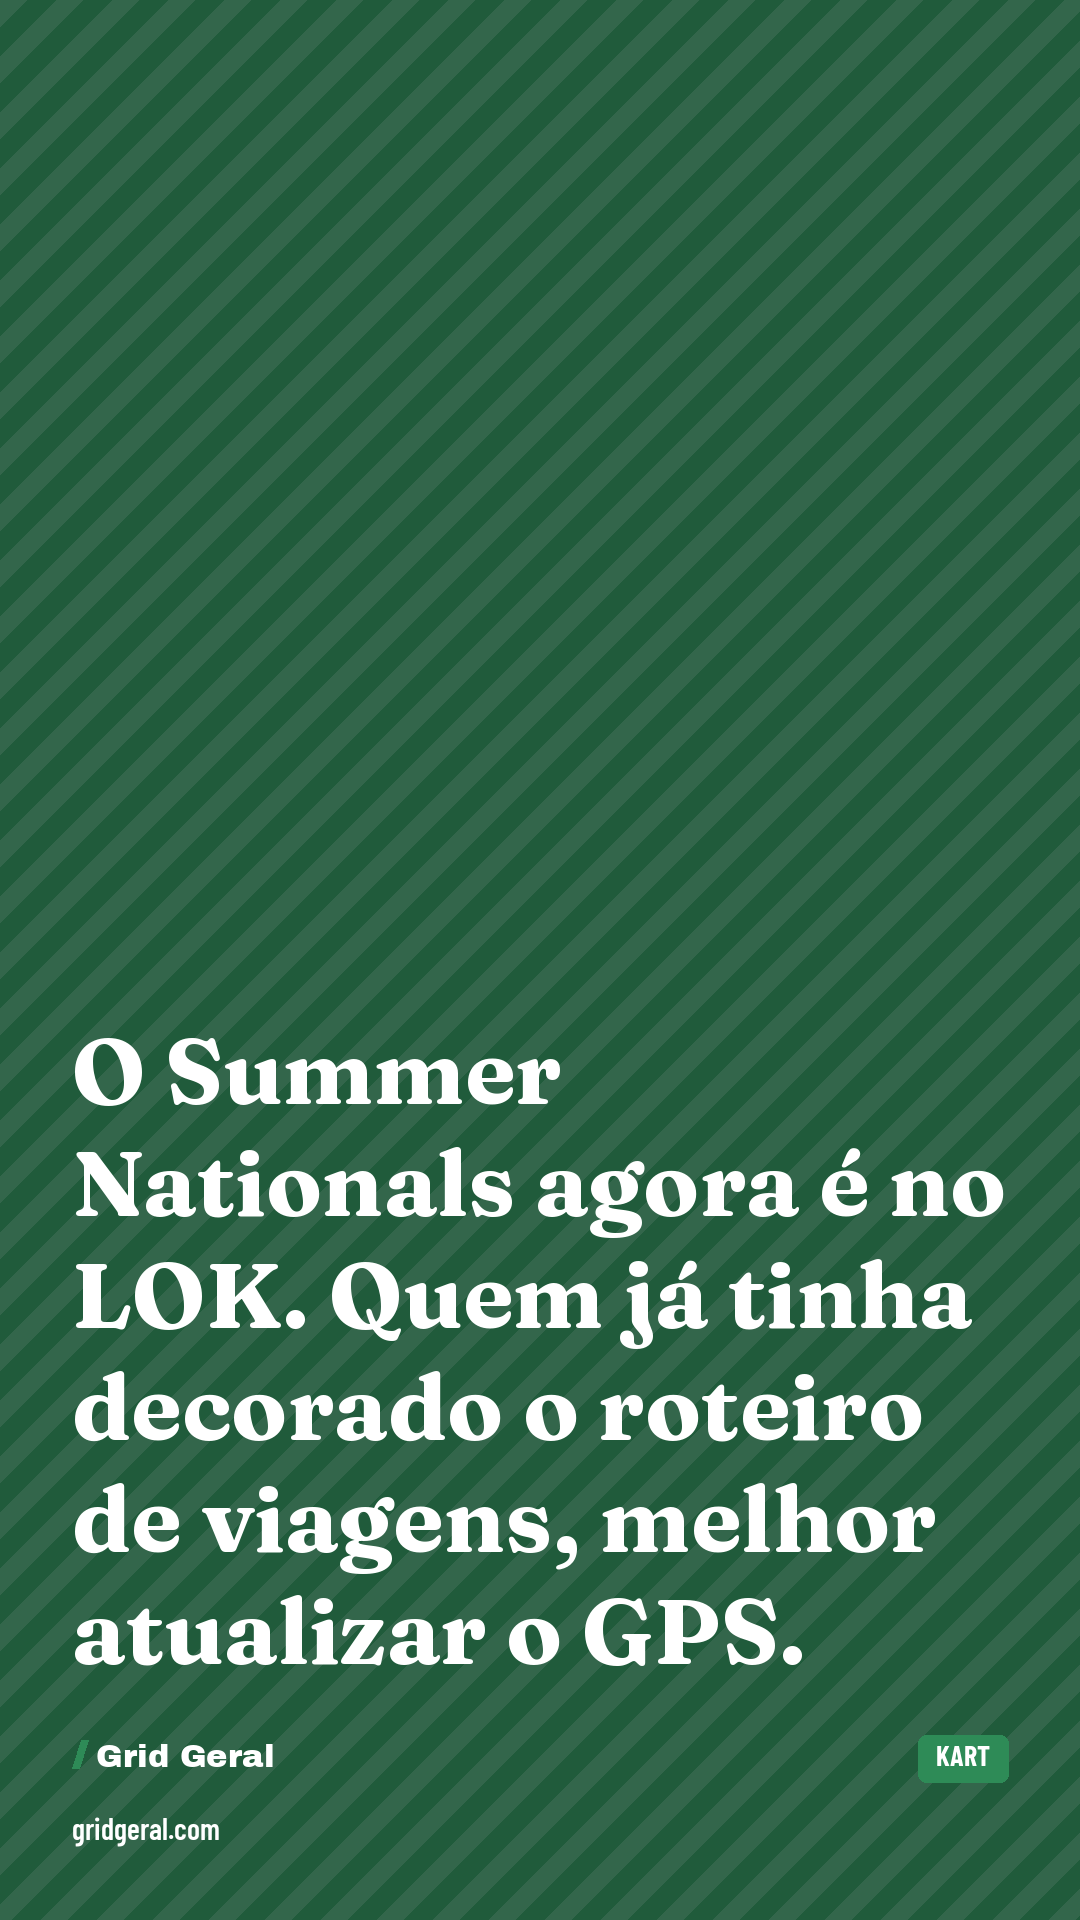 O Summer
Nationals agora é no
LOK. Quem já tinha
decorado o roteiro
de viagens, melhor
atualizar o GPS.
/ Grid Geral
KART
gridgeral.com